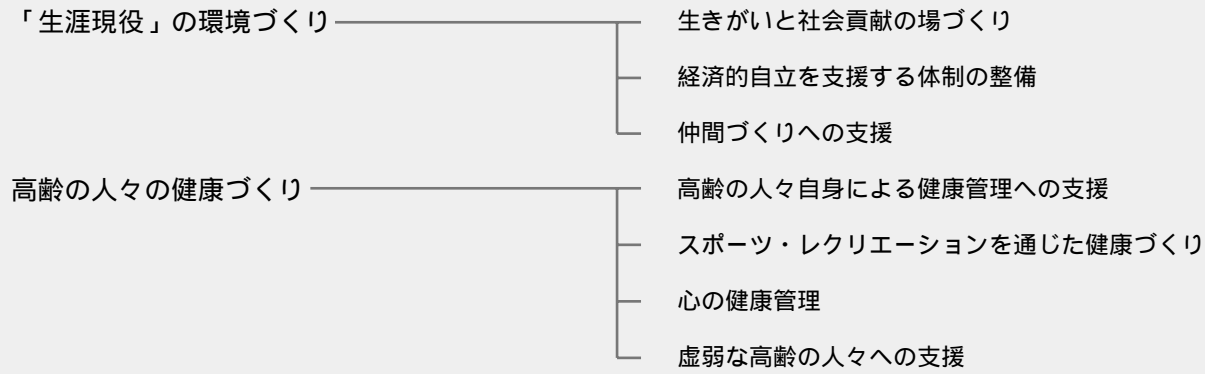 「生涯現役」の環境づくり
生きがいと社会貢献の場づくり
経済的自立を支援する体制の整備
仲間づくりへの支援
高齢の人々の健康づくり
高齢の人々自身による健康管理への支援
スポーツ・レクリエーションを通じた健康づくり
心の健康管理
虚弱な高齢の人々への支援